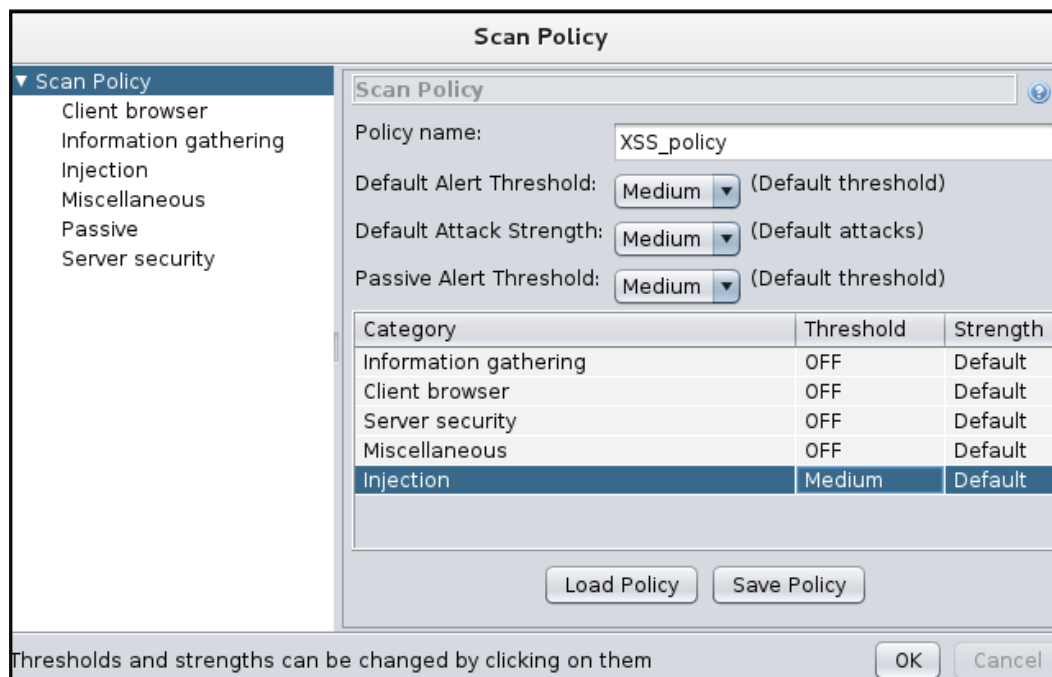 Scan Policy
▼ Scan Policy
Client browser
Information gathering
Injection
Miscellaneous
Passive
Server security
Scan Policy
Policy name: XSS_policy
Default Alert Threshold: Medium (Default threshold)
Default Attack Strength: Medium (Default attacks)
Passive Alert Threshold: Medium (Default threshold)
Category Threshold Strength
Information gathering OFF Default
Client browser OFF Default
Server security OFF Default
Miscellaneous OFF Default
Injection Medium Default
Load Policy Save Policy
Thresholds and strengths can be changed by clicking on them OK Cancel